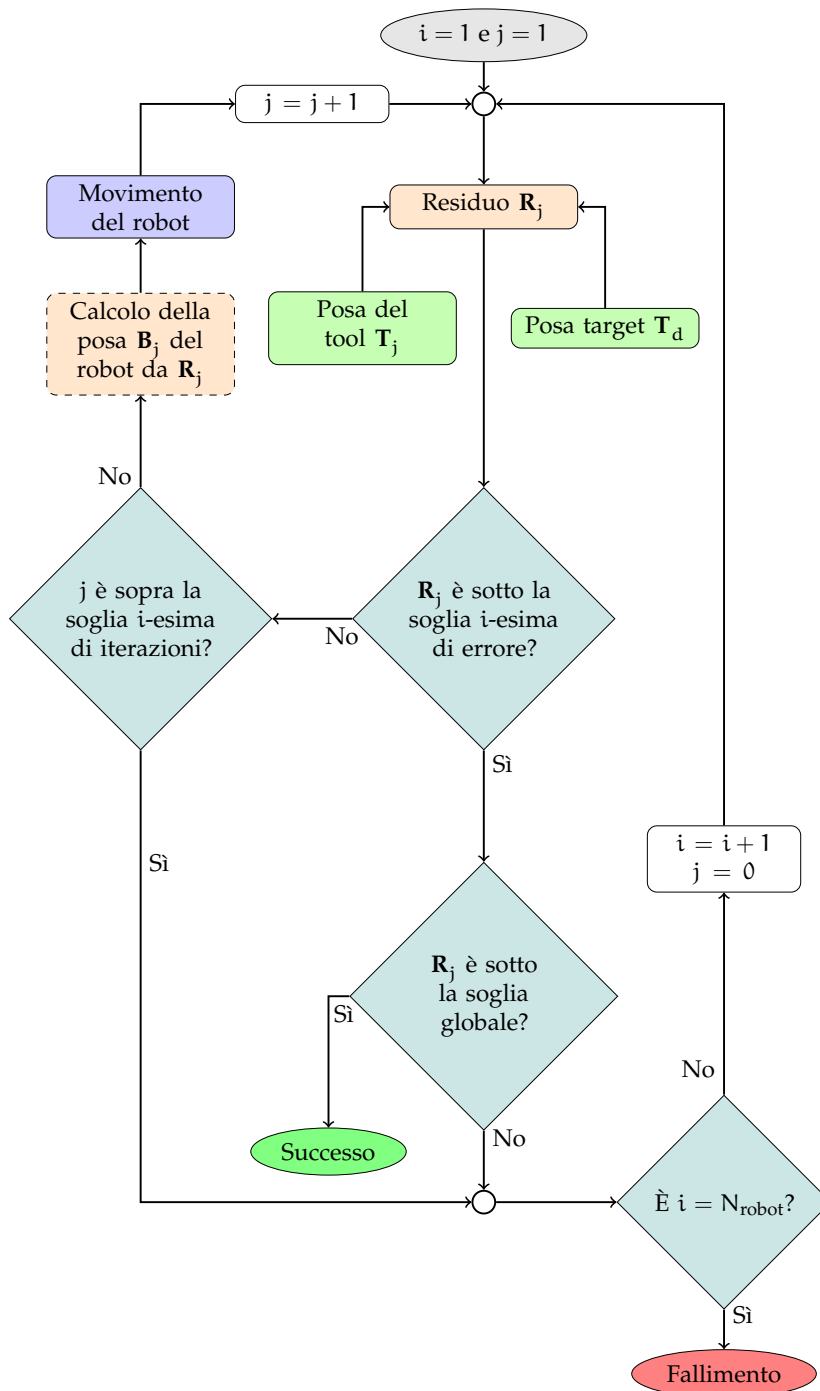 i = 1 e j = 1
j = j + 1
Movimento
del robot
Residuo R_j
Calcolo della
posa B_j del
robot da R_j
Posa del
tool T_j
Posa target T_d
No
j è sopra la
soglia i-esima
di iterazioni?
R_j è sotto la
soglia i-esima
di errore?
No
Sì
Sì
i = i + 1
j = 0
R_j è sotto
la soglia
globale?
Sì
No
No
Successo
È i = N_robot?
Sì
Fallimento